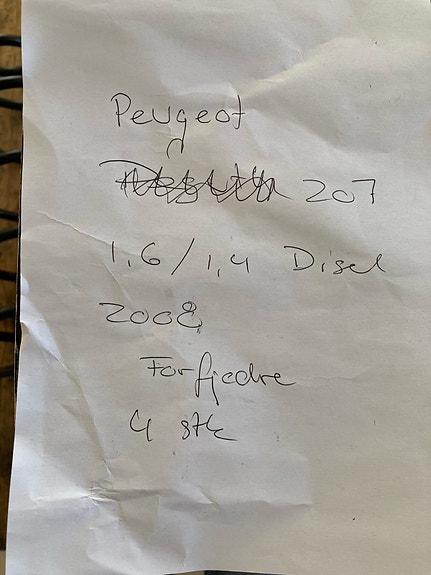 Peugeot
207
1,6/1,4 Disel
2008
Forfjedre
4 stk